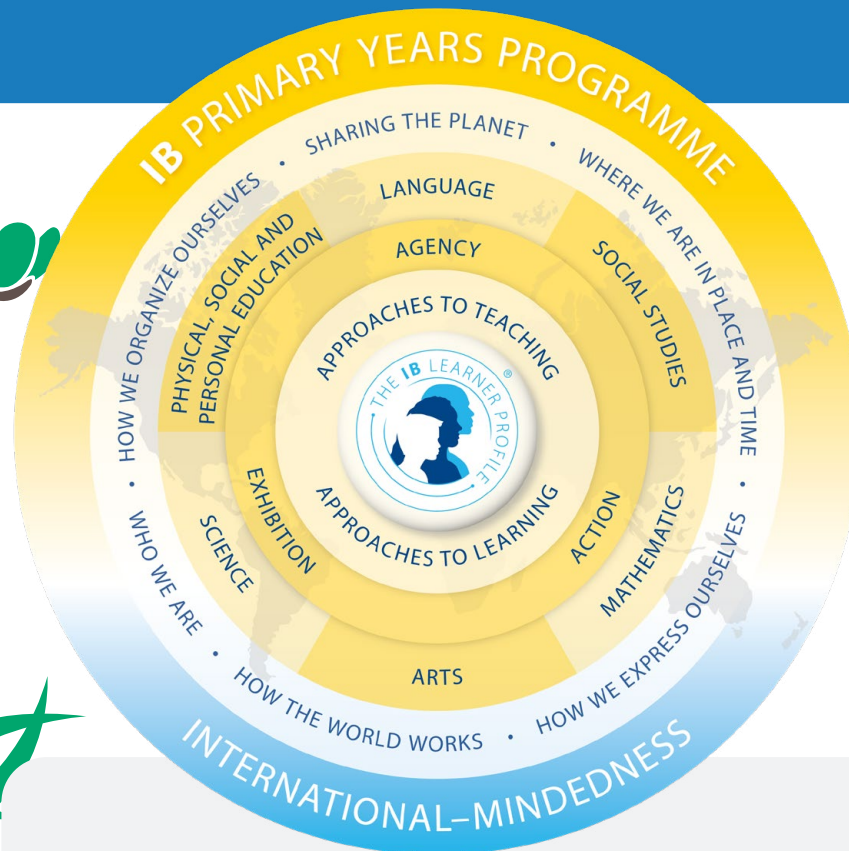 IB PRIMARY YEARS PROGRAMME
SHARING THE PLANET
•
WHERE WE ARE IN PLACE AND TIME
•
HOW WE EXPRESS OURSELVES
•
HOW THE WORLD WORKS
•
WHO WE ARE
•
HOW WE ORGANIZE OURSELVES
•
LANGUAGE
SOCIAL STUDIES
MATHEMATICS
ARTS
SCIENCE
PHYSICAL, SOCIAL AND
PERSONAL EDUCATION
AGENCY
ACTION
EXHIBITION
APPROACHES TO TEACHING
APPROACHES TO LEARNING
• THE IB LEARNER PROFILE • ®
INTERNATIONAL–MINDEDNESS